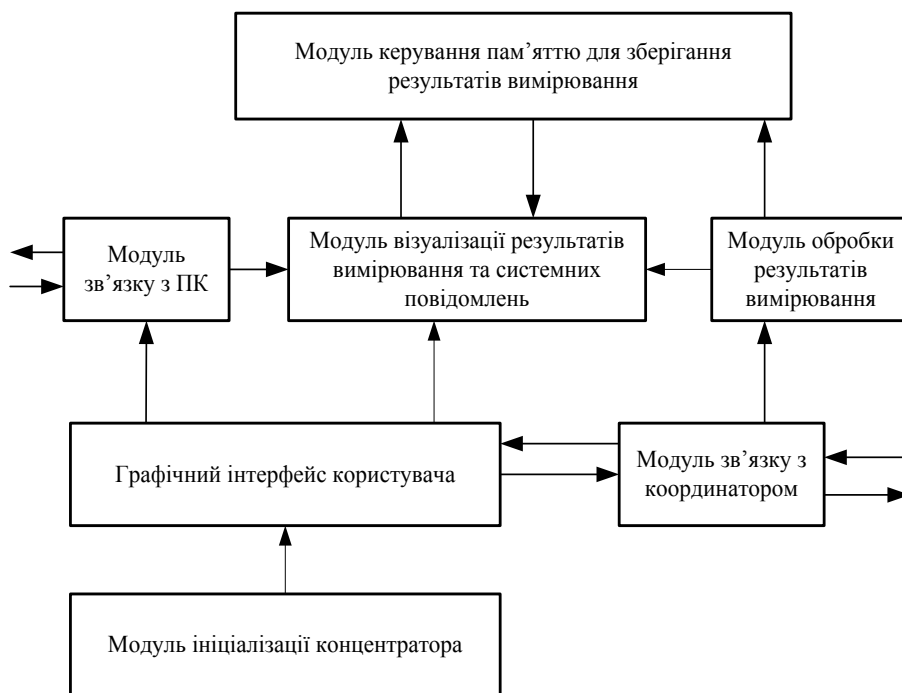 Модуль керування пам’яттю для зберігання
результатів вимірювання
Модуль
зв’язку з ПК
Модуль візуалізації результатів
вимірювання та системних
повідомлень
Модуль обробки
результатів
вимірювання
Графічний інтерфейс користувача
Модуль зв’язку з
координатором
Модуль ініціалізації концентратора